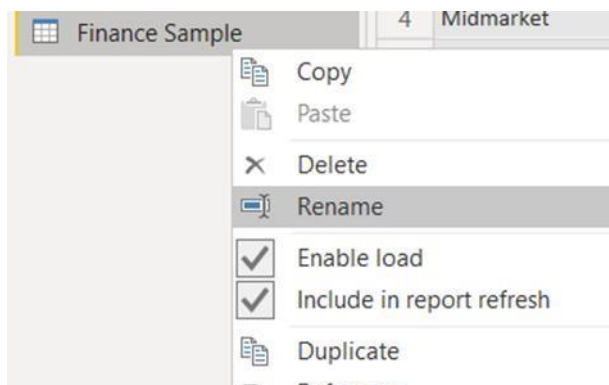 Finance Sample
4 Midmarket
Copy
Paste
Delete
Rename
Enable load
Include in report refresh
Duplicate